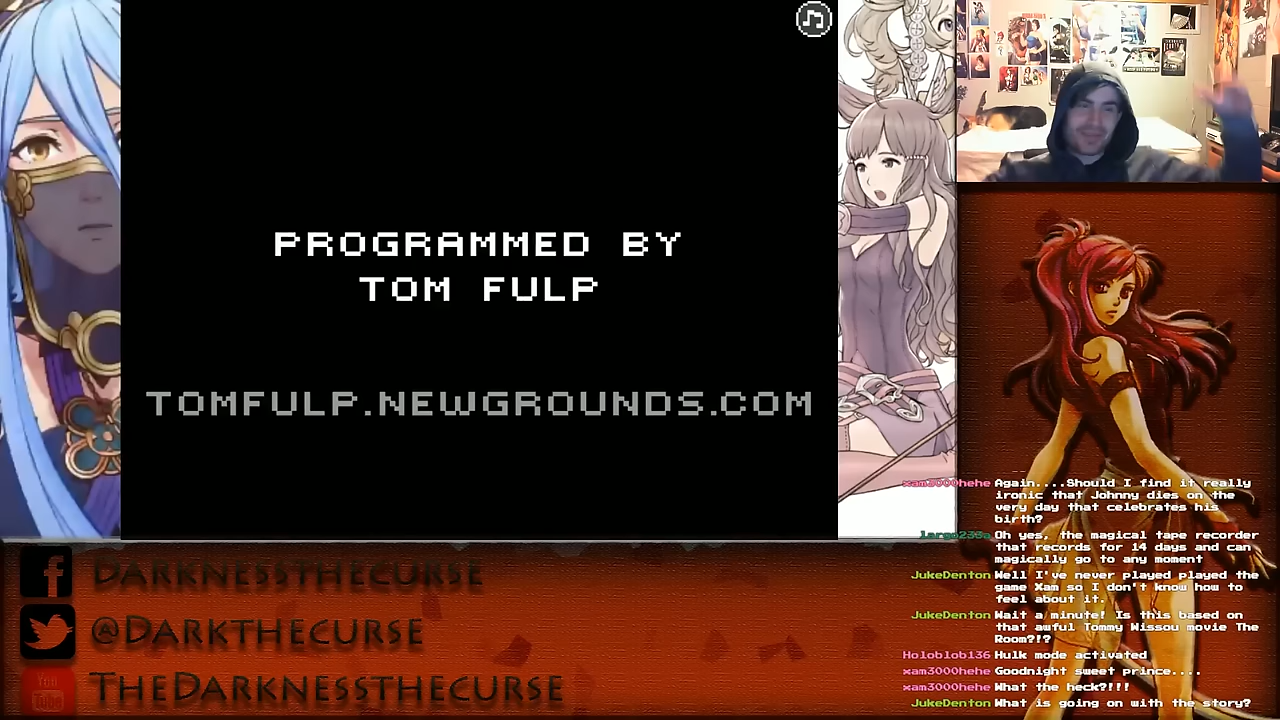 PROGRAMMED BY
TOM FULP
TOMFULP.NEWGROUNDS.COM
xam3000hehe Again....Should I find it really
ironic that Johnny dies on the
very day that celebrates his
birth?
Oh yes, the magical tape recorder
that records for 14 days and can
magically go to any moment
JukeDenton Well I've never played played the
game Xam so I don't know how to
feel about it.
JukeDenton Wait a minute! Is this based on
that awful Tommy Wissou movie The
Room?!?
Holoblob136 Hulk mode activated
xam3000hehe Goodnight sweet prince....
xam3000hehe What the heck?!!!
JukeDenton What is going on with the story?
DARKNESSTHECURSE
@DARKTHECURSE
You
Tube
THEDARKNESSTHECURSE